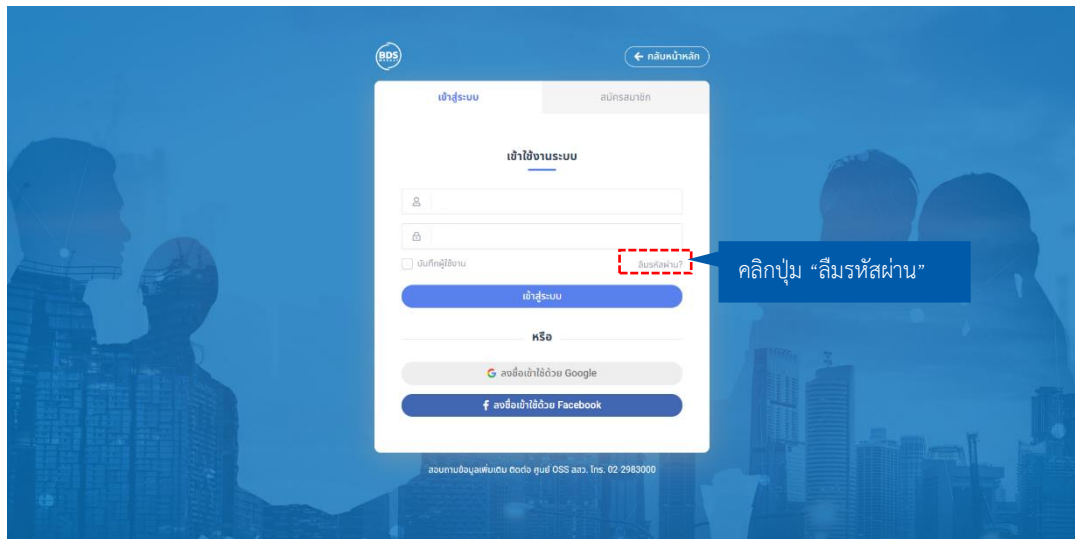 BDS
← กลับหน้าหลัก
เข้าสู่ระบบ
สมัครสมาชิก
เข้าใช้งานระบบ
บันทึกผู้ใช้งาน
ลืมรหัสผ่าน?
คลิกปุ่ม “ลืมรหัสผ่าน”
เข้าสู่ระบบ
หรือ
ลงชื่อเข้าใช้ด้วย Google
ลงชื่อเข้าใช้ด้วย Facebook
สอบถามข้อมูลเพิ่มเติม ติดต่อ ศูนย์ OSS สสว. โทร. 02-2983000